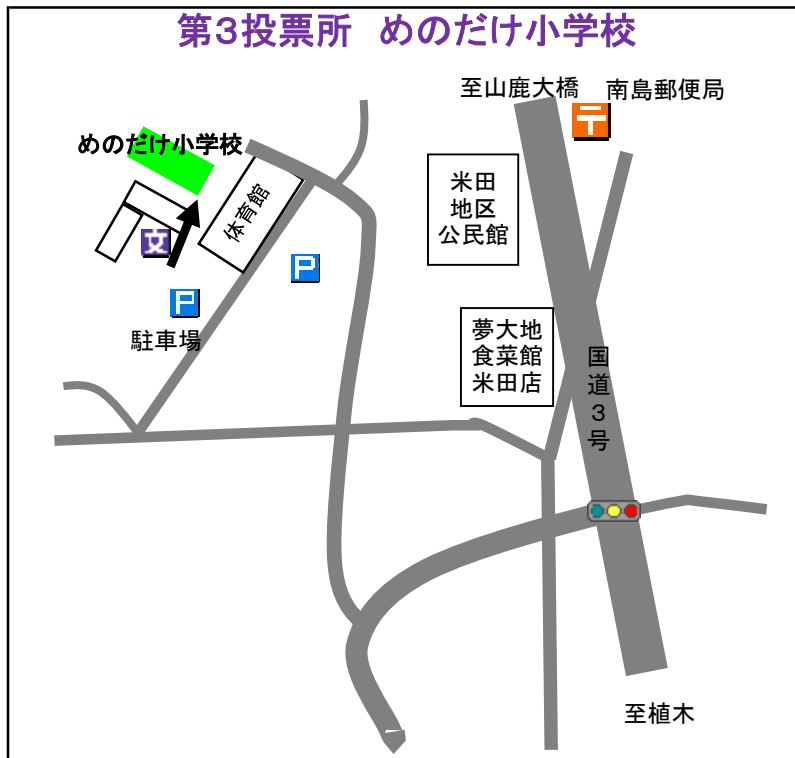 第3投票所　めのだけ小学校
至山鹿大橋
南島郵便局
めのだけ小学校
米田
地区
公民館
体育館
文
P
P
駐車場
夢大地
食菜館
米田店
国道3号
至植木